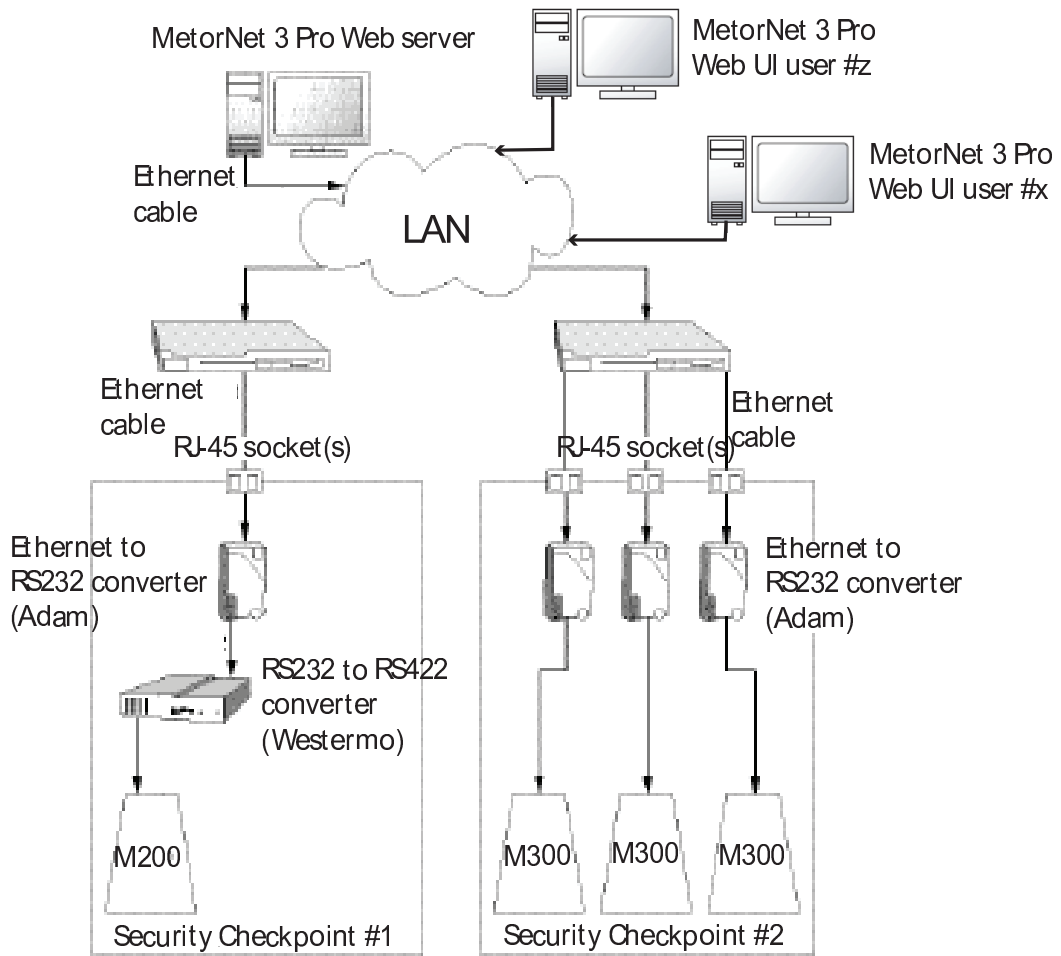 MetorNet 3 Pro Web server
MetorNet 3 Pro
Web UI user #z
MetorNet 3 Pro
Web UI user #x
Ethernet
cable
LAN
Ethernet
cable
Ethernet
cable
RJ-45 socket(s)
RJ-45 socket(s)
Ethernet to
RS232 converter
(Adam)
Ethernet to
RS232 converter
(Adam)
RS232 to RS422
converter
(Westermo)
M200
M300
M300
M300
Security Checkpoint #1
Security Checkpoint #2